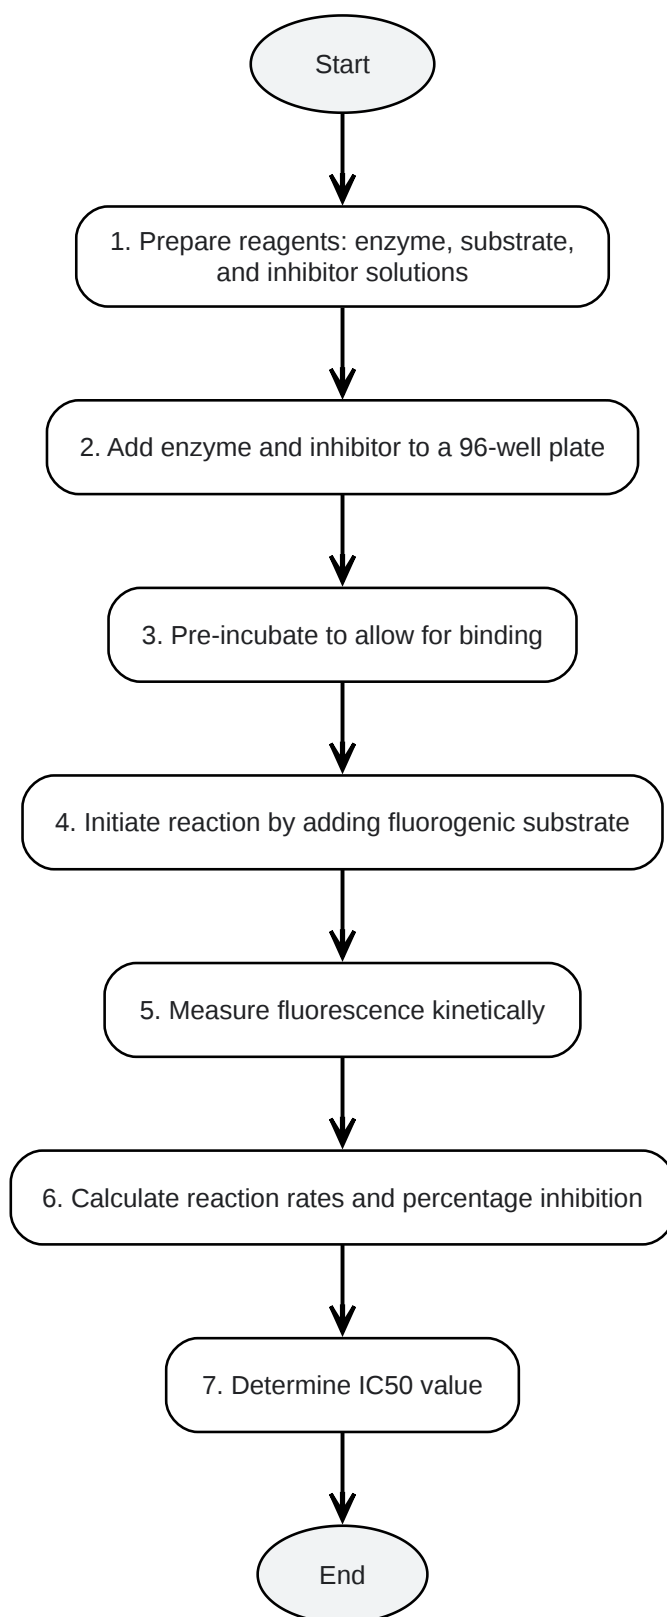 Start
1. Prepare reagents: enzyme, substrate,
and inhibitor solutions
2. Add enzyme and inhibitor to a 96-well plate
3. Pre-incubate to allow for binding
4. Initiate reaction by adding fluorogenic substrate
5. Measure fluorescence kinetically
6. Calculate reaction rates and percentage inhibition
7. Determine IC50 value
End